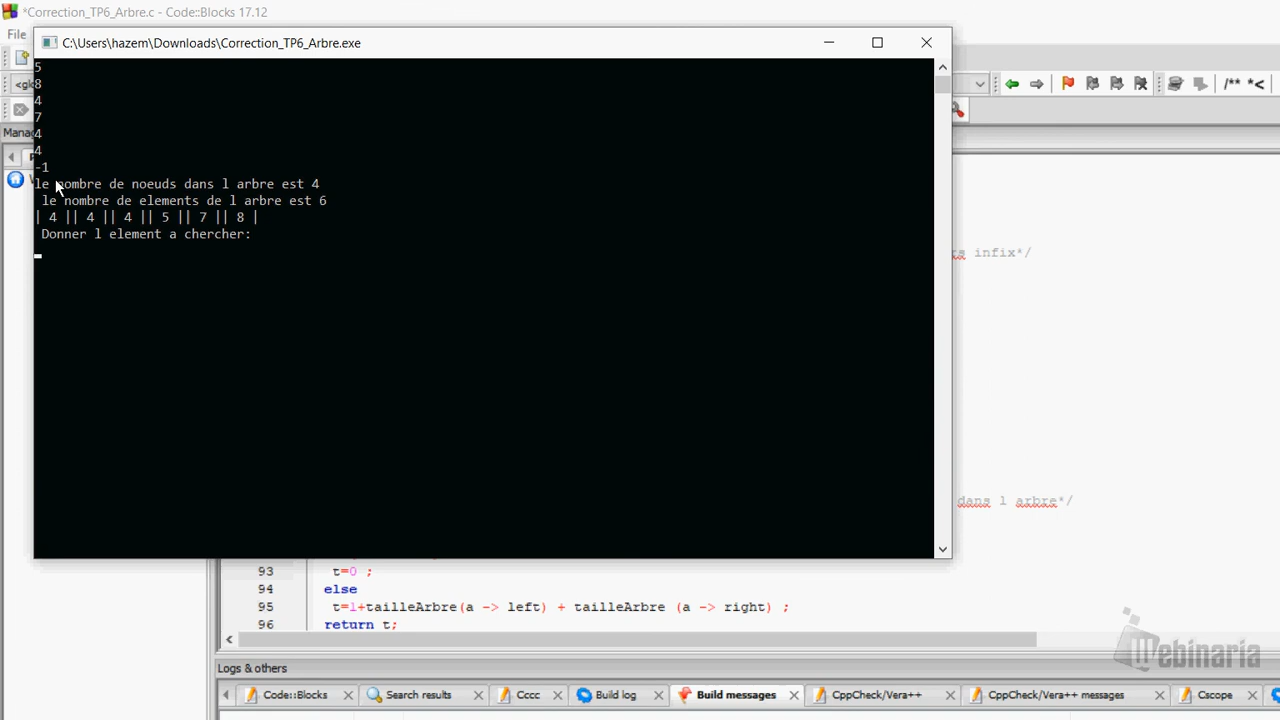 *Correction_TP6_Arbre.c - Code::Blocks 17.12
File
C:\Users\hazem\Downloads\Correction_TP6_Arbre.exe
5
8
4
7
4
4
-1
le nombre de noeuds dans l arbre est 4
le nombre de elements de l arbre est 6
| 4 || 4 || 4 || 5 || 7 || 8 |
Donner l element a chercher:
/** *<
Manag
infix*/
dans l arbre*/
93 t=0 ;
94 else
95 t=1+tailleArbre(a -> left) + tailleArbre (a -> right) ;
96 return t;
Logs & others
Code::Blocks Search results Cccc Build log Build messages CppCheck/Vera++ CppCheck/Vera++ messages Cscope
Webinaria